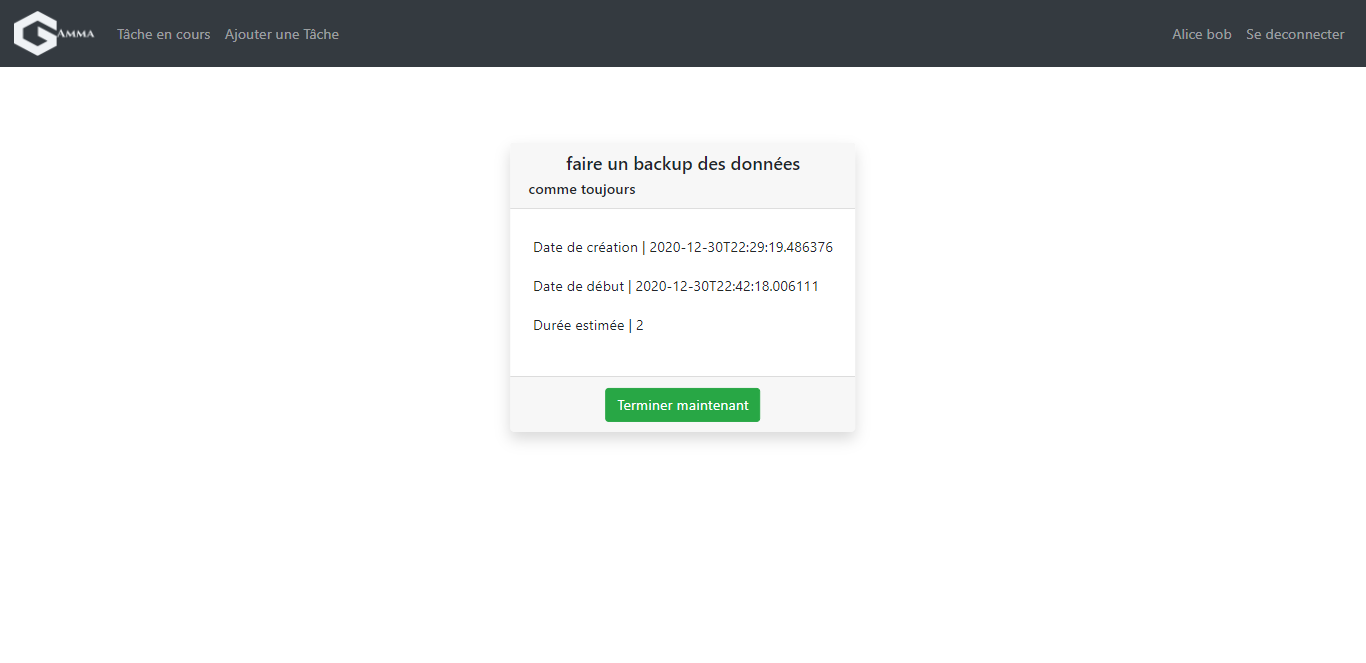 GAMMA Tâche en cours Ajouter une Tâche Alice bob Se deconnecter
faire un backup des données
comme toujours
Date de création | 2020-12-30T22:29:19.486376
Date de début | 2020-12-30T22:42:18.006111
Durée estimée | 2
Terminer maintenant